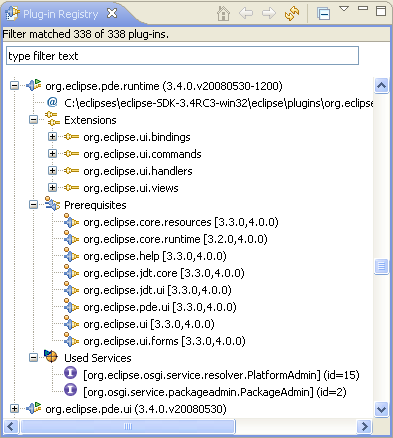 Plug-in Registry
Filter matched 338 of 338 plug-ins.
type filter text
org.eclipse.pde.runtime (3.4.0.v20080530-1200)
@ C:\eclipses\eclipse-SDK-3.4RC3-win32\eclipse\plugins\org.eclipse
Extensions
org.eclipse.ui.bindings
org.eclipse.ui.commands
org.eclipse.ui.handlers
org.eclipse.ui.views
Prerequisites
org.eclipse.core.resources [3.3.0,4.0.0)
org.eclipse.core.runtime [3.2.0,4.0.0)
org.eclipse.help [3.3.0,4.0.0)
org.eclipse.jdt.core [3.3.0,4.0.0)
org.eclipse.jdt.ui [3.3.0,4.0.0)
org.eclipse.pde.ui [3.3.0,4.0.0)
org.eclipse.ui [3.3.0,4.0.0)
org.eclipse.ui.forms [3.3.0,4.0.0)
Used Services
[org.eclipse.osgi.service.resolver.PlatformAdmin] (id=15)
[org.osgi.service.packageadmin.PackageAdmin] (id=2)
org.eclipse.pde.ui (3.4.0.v20080530)